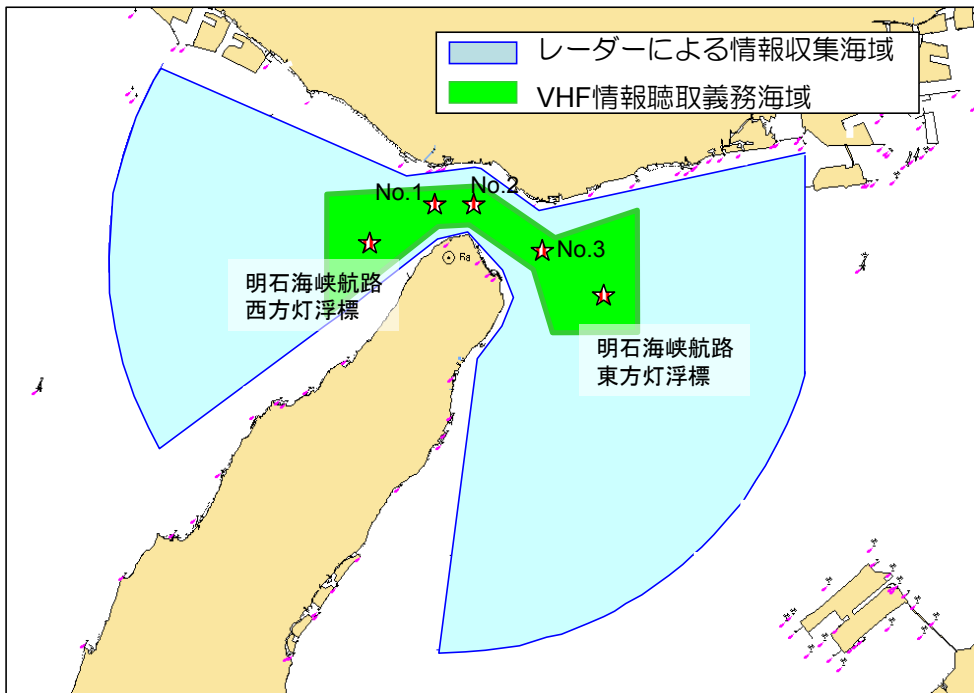 レーダーによる情報収集海域
VHF情報聴取義務海域
No.1
No.2
No.3
Ra
明石海峡航路
西方灯浮標
明石海峡航路
東方灯浮標